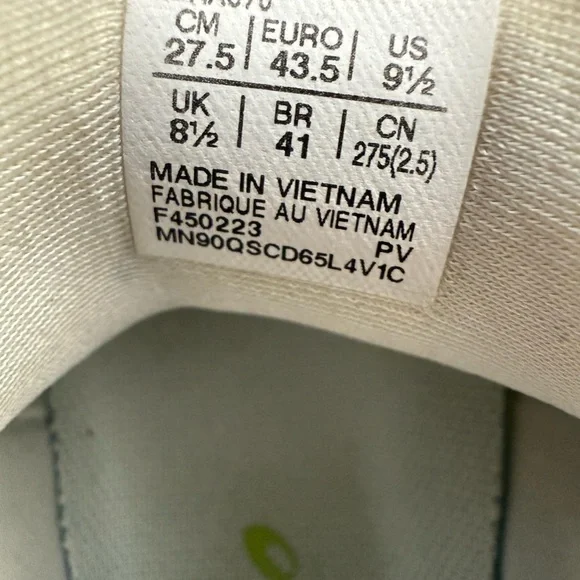 CM EURO US
27.5 43.5 9½
UK BR CN
8½ 41 275(2.5)
MADE IN VIETNAM
FABRIQUE AU VIETNAM
F450223 PV
MN90QSCD65L4V1C